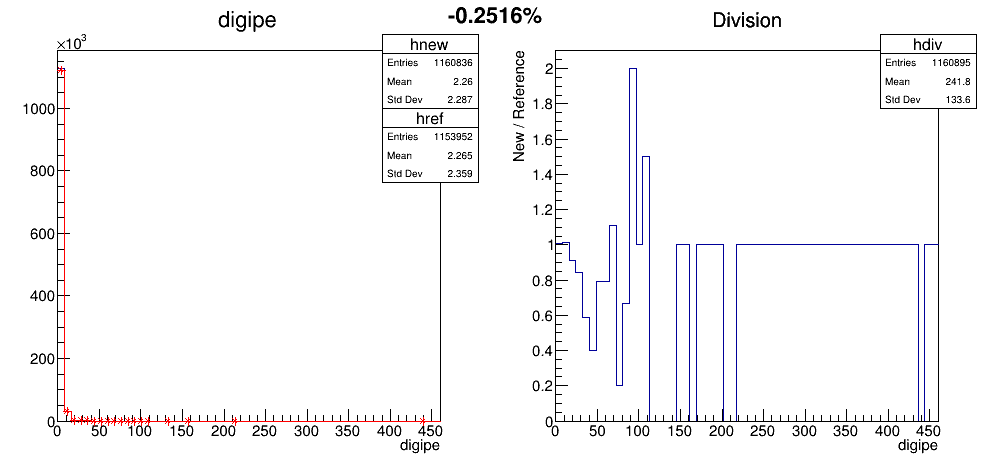 -0.2516%
digipe
×10³
hnew
Entries 1160836
Mean 2.26
Std Dev 2.287
href
Entries 1153952
Mean 2.265
Std Dev 2.359
1000
800
600
400
200
0
0 50 100 150 200 250 300 350 400 450
digipe
Division
hdiv
Entries 1160895
Mean 241.8
Std Dev 133.6
New / Reference
2
1.8
1.6
1.4
1.2
1
0.8
0.6
0.4
0.2
0
0 50 100 150 200 250 300 350 400 450
digipe